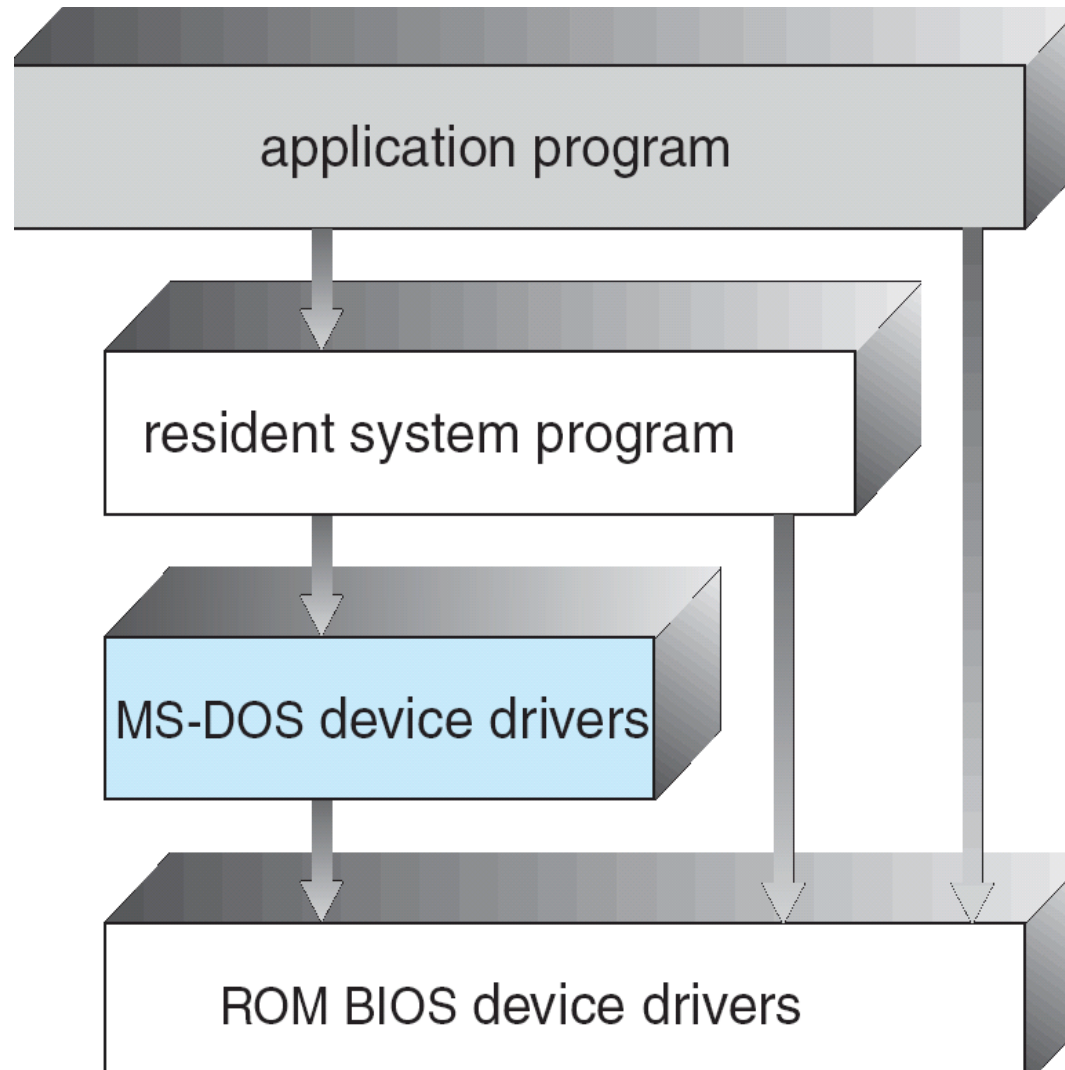 application program
resident system program
MS-DOS device drivers
ROM BIOS device drivers